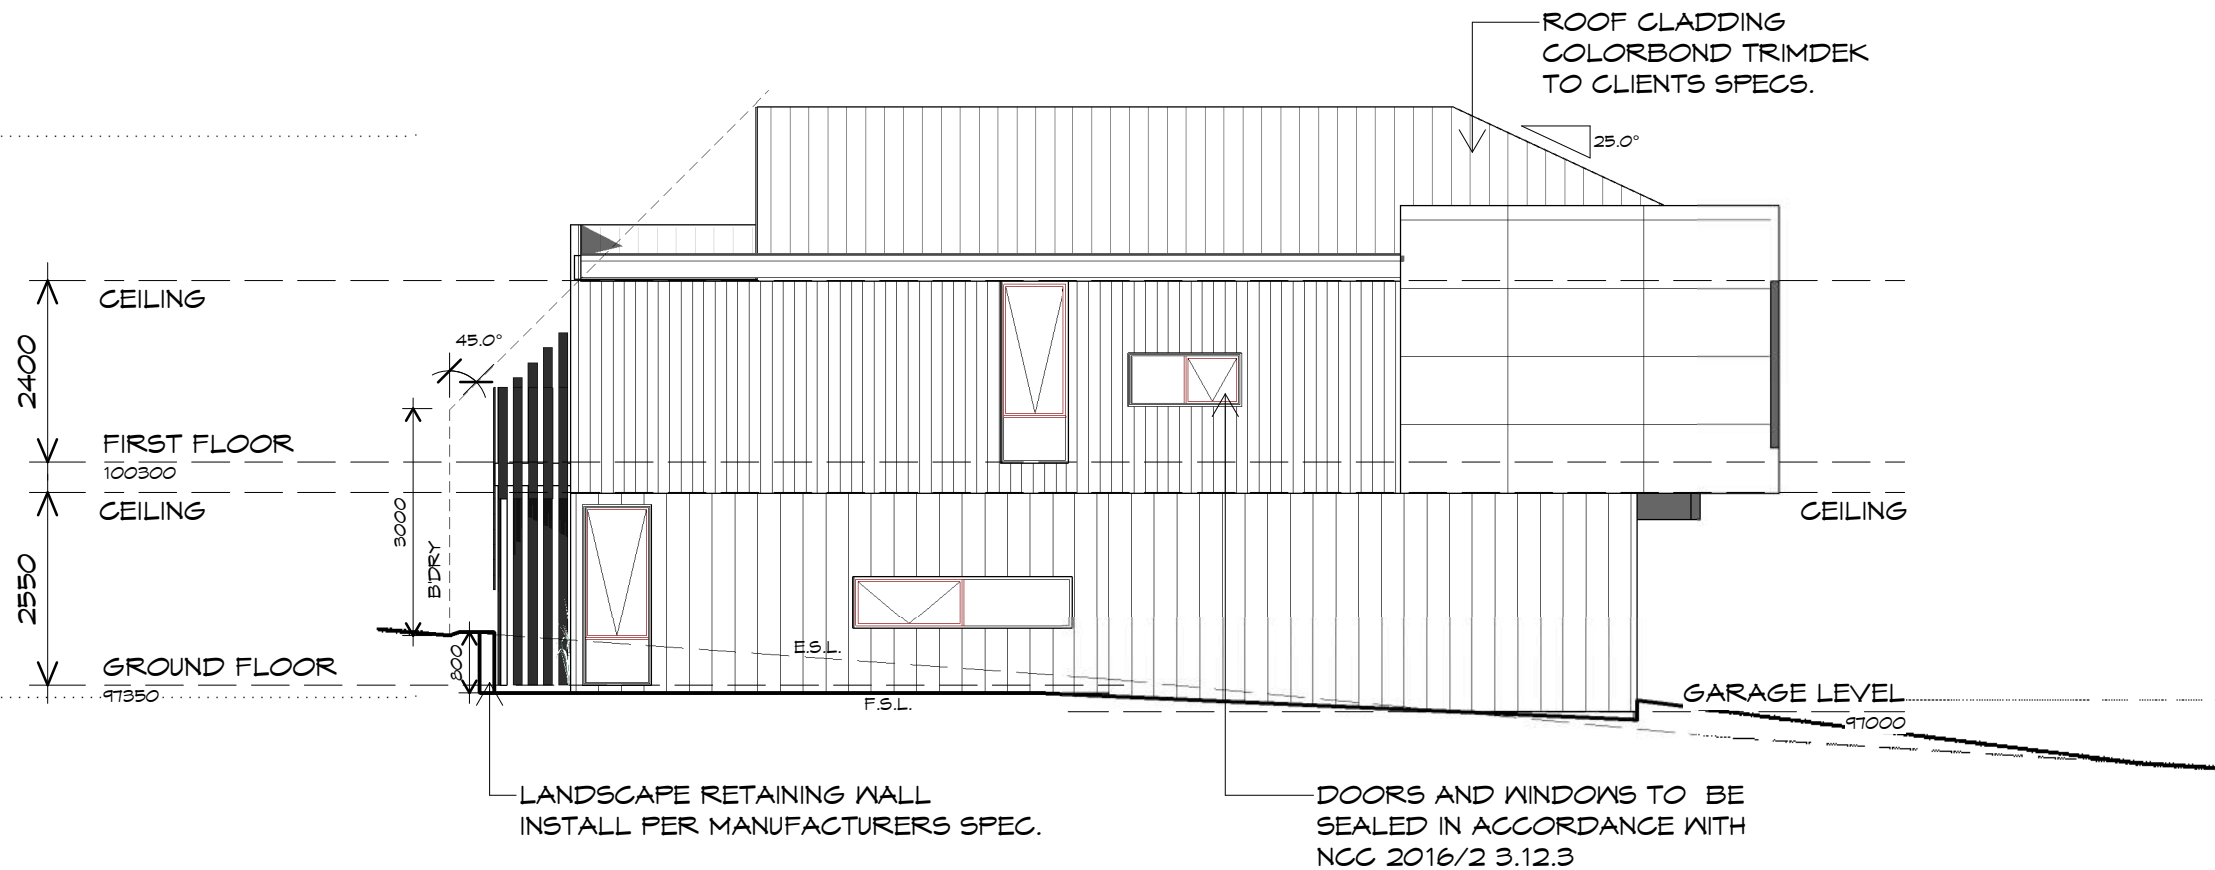 ROOF CLADDING
COLORBOND TRIMDEK
TO CLIENTS SPECS.
25.0°
CEILING
2400
45.0°
FIRST FLOOR
100300
CEILING
CEILING
3000
B'DRY
2550
E.S.L.
800
GROUND FLOOR
97350
F.S.L.
GARAGE LEVEL
97000
LANDSCAPE RETAINING WALL
INSTALL PER MANUFACTURERS SPEC.
DOORS AND WINDOWS TO BE
SEALED IN ACCORDANCE WITH
NCC 2016/2 3.12.3